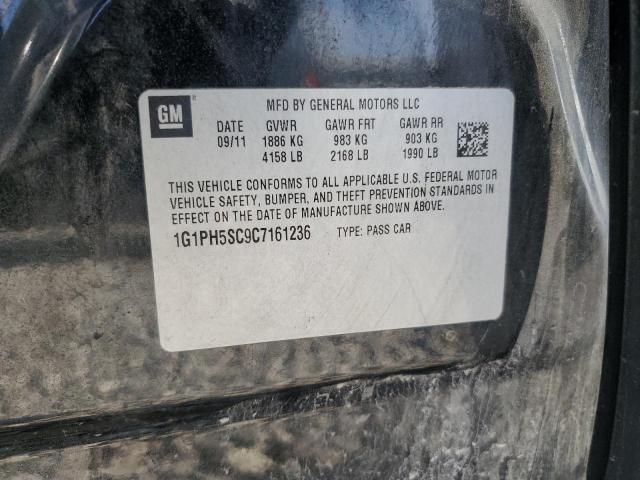 GM ®
MFD BY GENERAL MOTORS LLC
DATE GVWR GAWR FRT GAWR RR
09/11 1886 KG 983 KG 903 KG
4158 LB 2168 LB 1990 LB
THIS VEHICLE CONFORMS TO ALL APPLICABLE U.S. FEDERAL MOTOR
VEHICLE SAFETY, BUMPER, AND THEFT PREVENTION STANDARDS IN
EFFECT ON THE DATE OF MANUFACTURE SHOWN ABOVE.
1G1PH5SC9C7161236 TYPE: PASS CAR